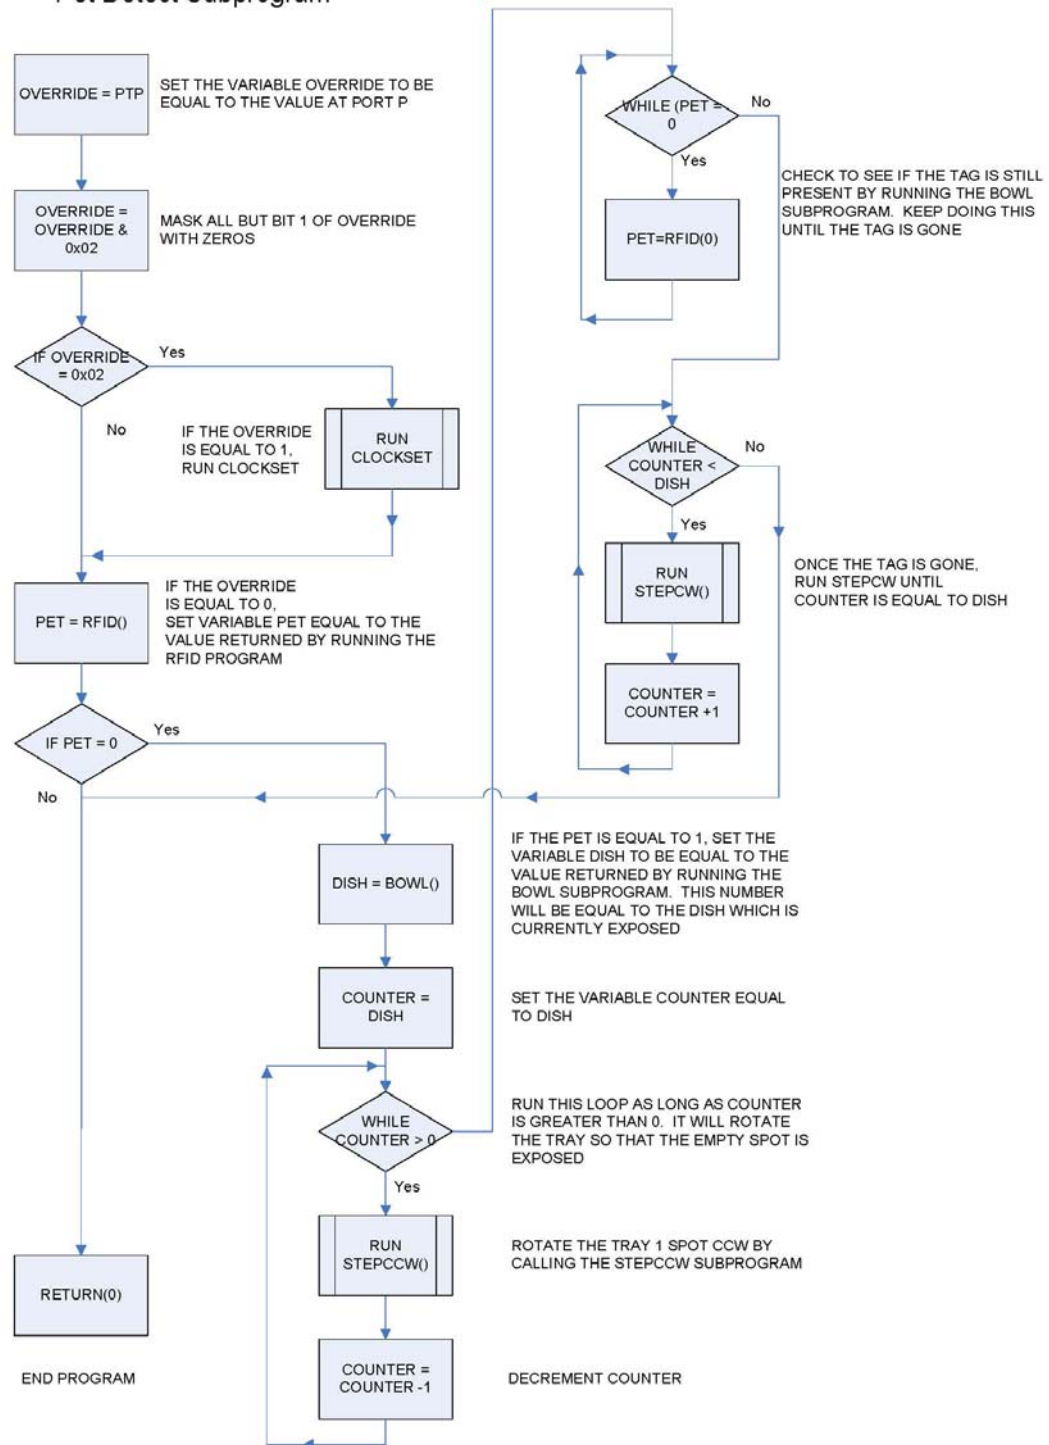 Pet Detect Subprogram
OVERRIDE = PTP
SET THE VARIABLE OVERRIDE TO BE
EQUAL TO THE VALUE AT PORT P
OVERRIDE =
OVERRIDE &
0x02
MASK ALL BUT BIT 1 OF OVERRIDE
WITH ZEROS
IF OVERRIDE
= 0x02
Yes
No
IF THE OVERRIDE
IS EQUAL TO 1,
RUN CLOCKSET
RUN
CLOCKSET
PET = RFID()
IF THE OVERRIDE
IS EQUAL TO 0,
SET VARIABLE PET EQUAL TO THE
VALUE RETURNED BY RUNNING THE
RFID PROGRAM
IF PET = 0
Yes
No
DISH = BOWL()
IF THE PET IS EQUAL TO 1, SET THE
VARIABLE DISH TO BE EQUAL TO THE
VALUE RETURNED BY RUNNING THE
BOWL SUBPROGRAM. THIS NUMBER
WILL BE EQUAL TO THE DISH WHICH IS
CURRENTLY EXPOSED
COUNTER =
DISH
SET THE VARIABLE COUNTER EQUAL
TO DISH
WHILE
COUNTER > 0
RUN THIS LOOP AS LONG AS COUNTER
IS GREATER THAN 0. IT WILL ROTATE
THE TRAY SO THAT THE EMPTY SPOT IS
EXPOSED
Yes
RUN
STEPCCW()
ROTATE THE TRAY 1 SPOT CCW BY
CALLING THE STEPCCW SUBPROGRAM
COUNTER =
COUNTER -1
DECREMENT COUNTER
WHILE (PET =
0
No
Yes
PET=RFID(0)
CHECK TO SEE IF THE TAG IS STILL
PRESENT BY RUNNING THE BOWL
SUBPROGRAM. KEEP DOING THIS
UNTIL THE TAG IS GONE
WHILE
COUNTER <
DISH
No
Yes
RUN
STEPCW()
ONCE THE TAG IS GONE,
RUN STEPCW UNTIL
COUNTER IS EQUAL TO DISH
COUNTER =
COUNTER +1
RETURN(0)
END PROGRAM